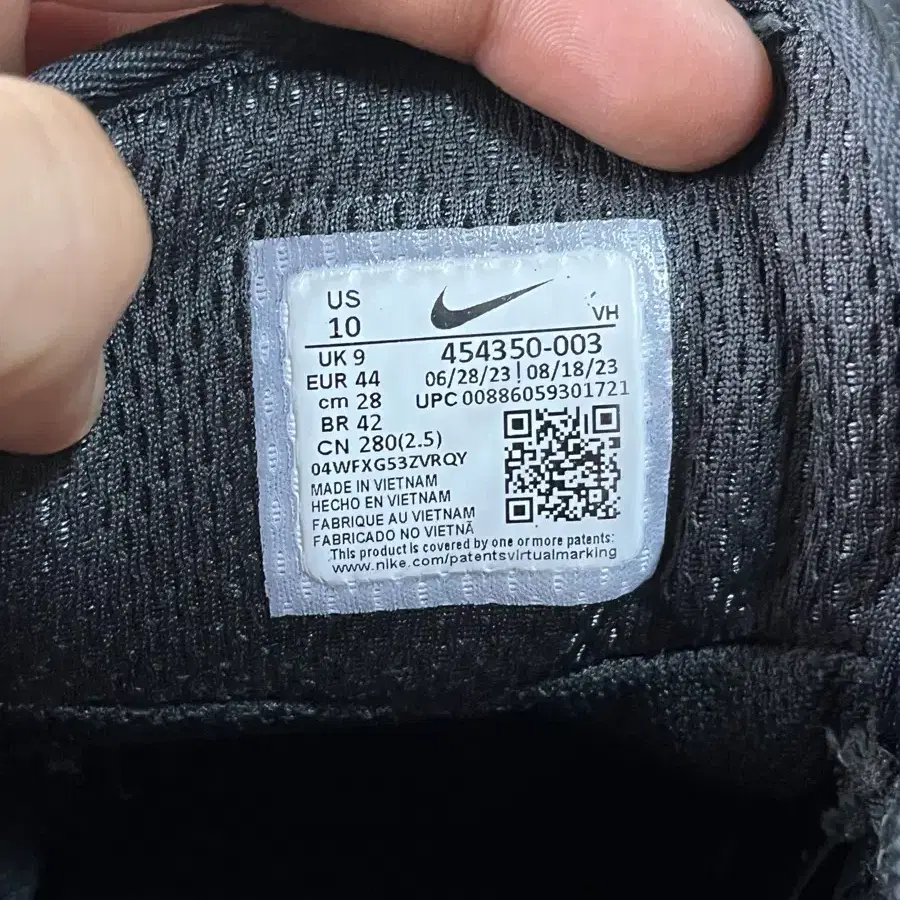 US
10
VH
UK 9
454350-003
EUR 44
06/28/23 | 08/18/23
cm 28
UPC 00886059301721
BR 42
CN 280(2.5)
04WFXG53ZVRQY
MADE IN VIETNAM
HECHO EN VIETNAM
FABRIQUE AU VIETNAM
FABRICADO NO VIETNÃ
This product is covered by one or more patents:
www.nike.com/patentsvirtualmarking